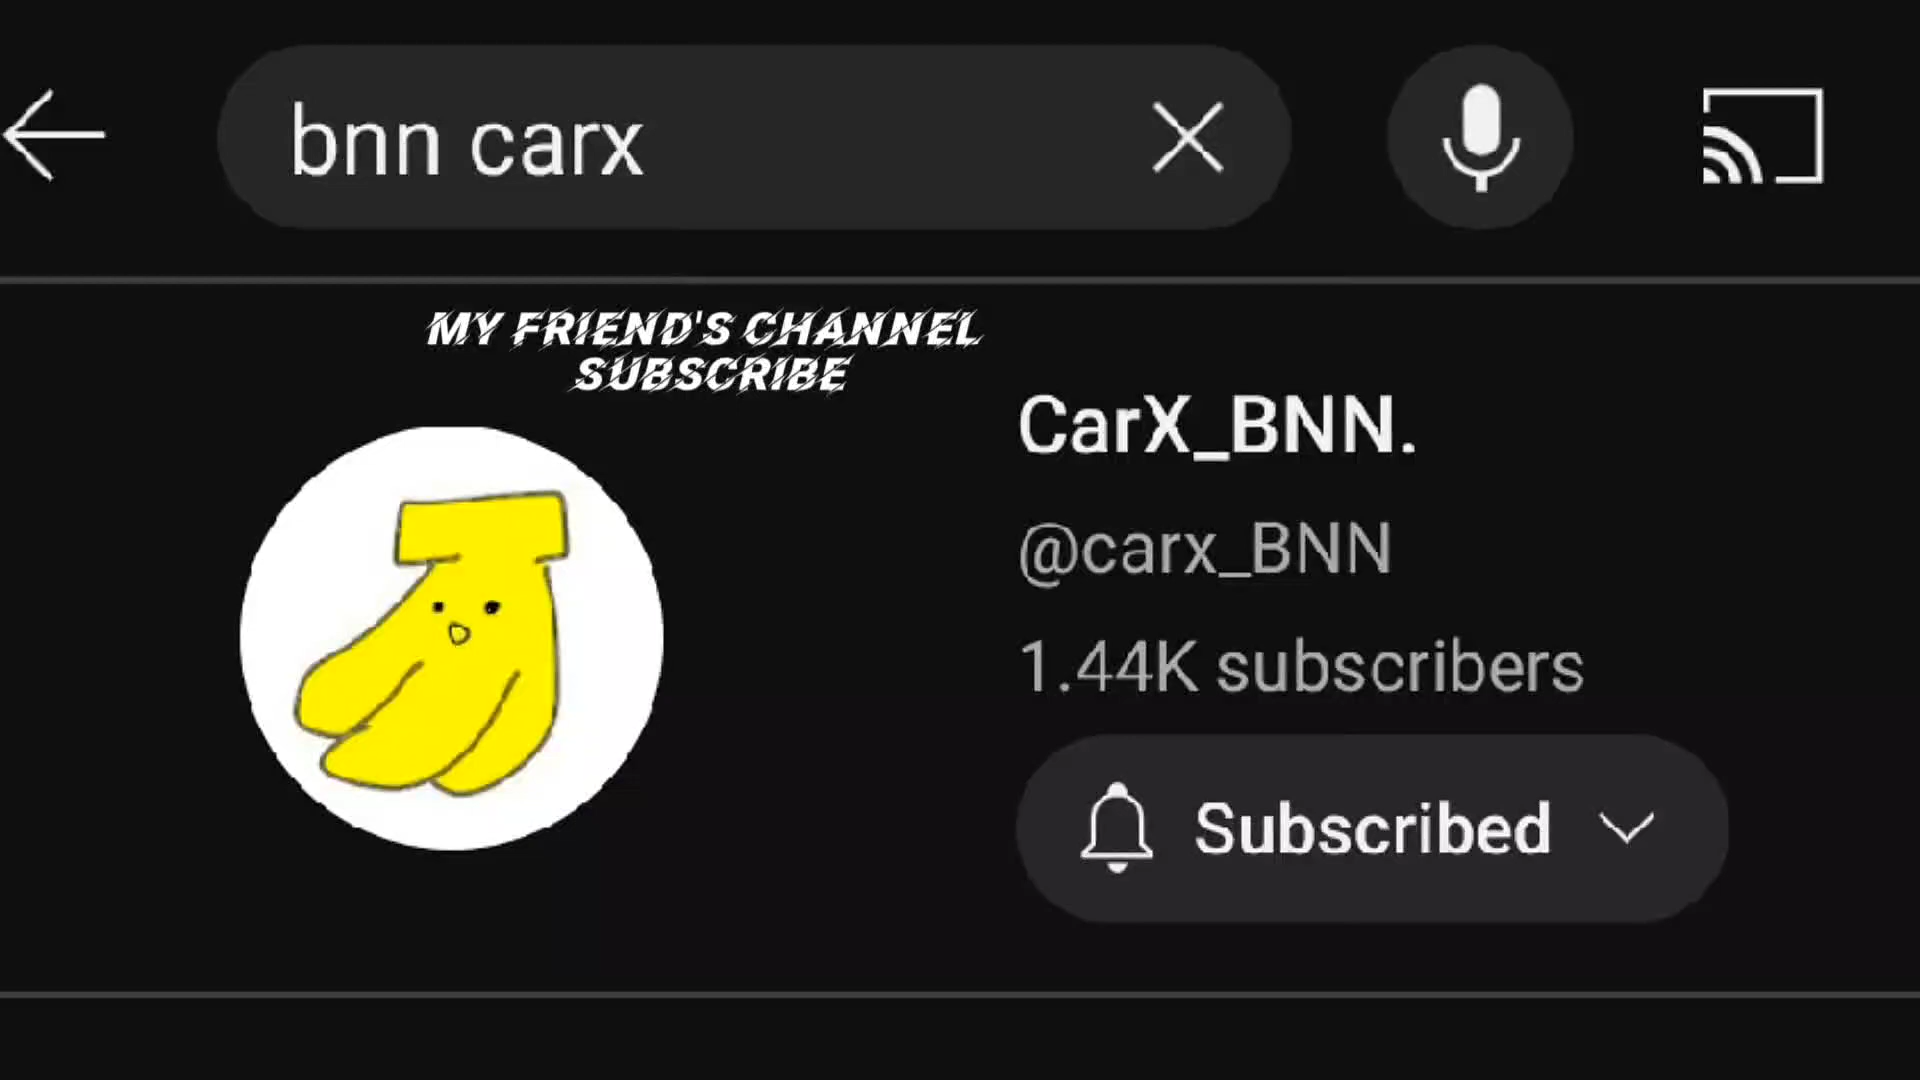 bnn carx
MY FRIEND'S CHANNEL
SUBSCRIBE
CarX_BNN.
@carx_BNN
1.44K subscribers
Subscribed